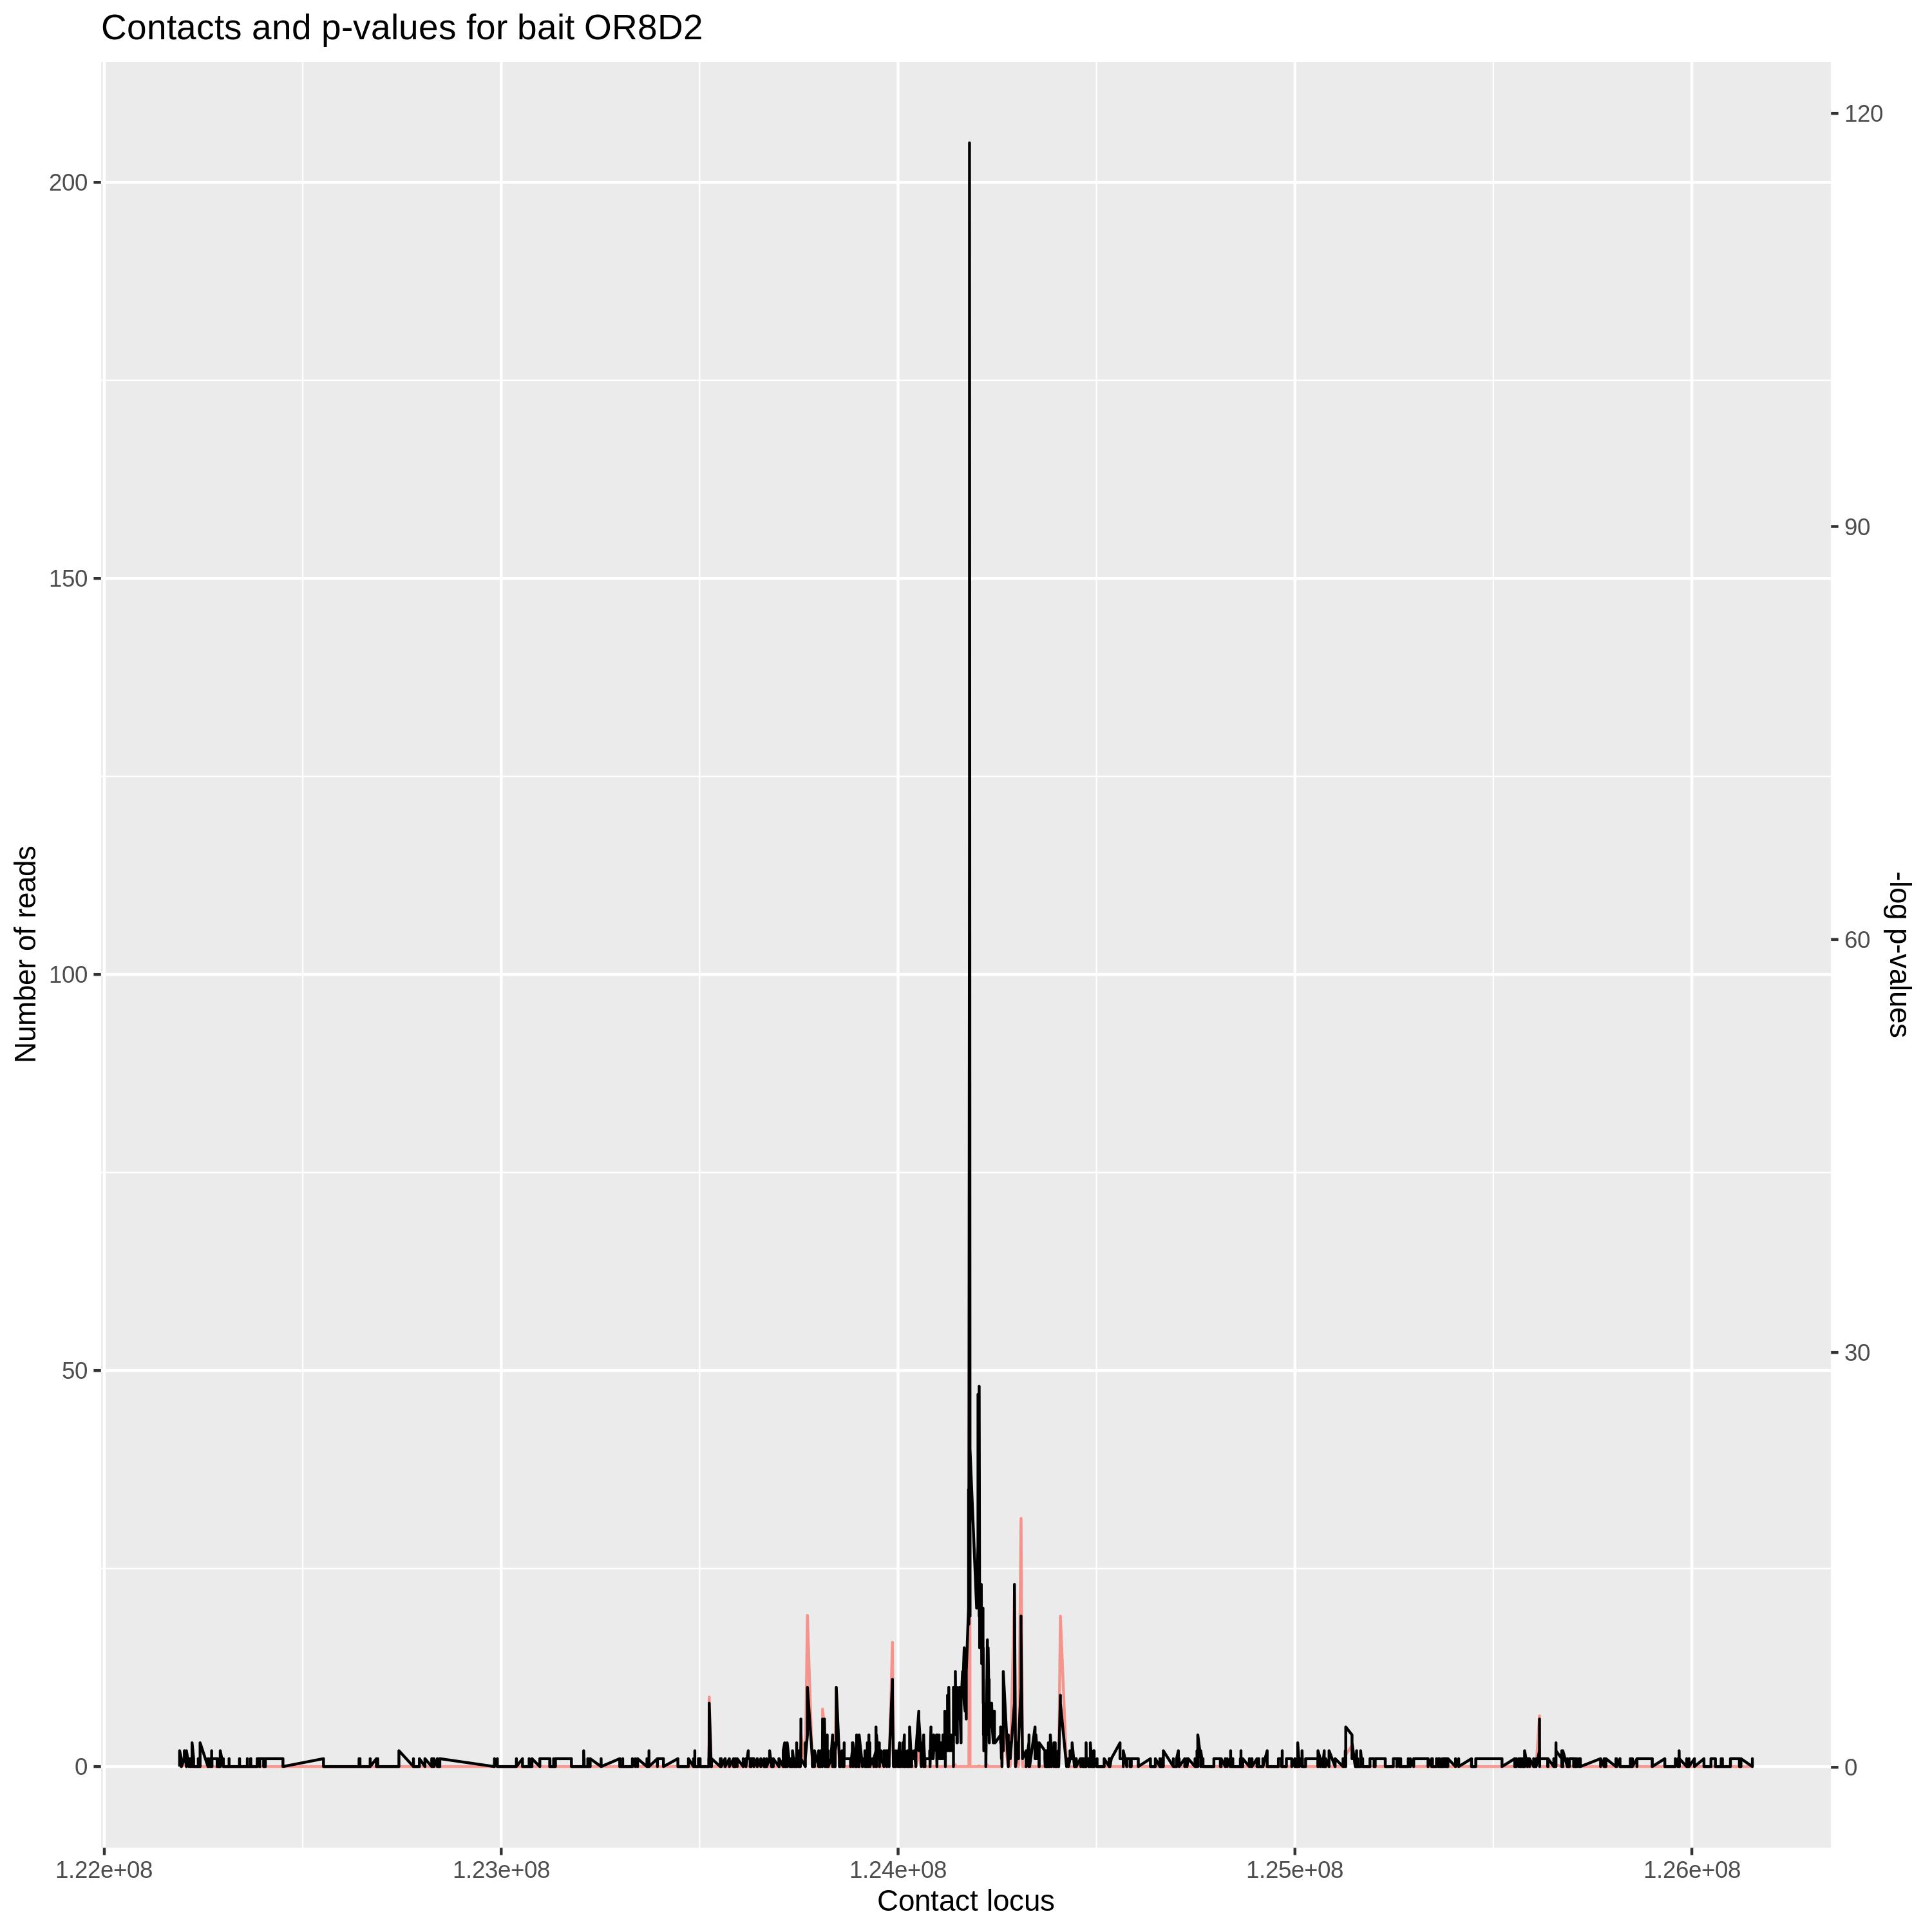 Contacts and p-values for bait OR8D2
Number of reads
200
150
100
50
0
120
90
60
30
0
-log p-values
1.22e+08
1.23e+08
1.24e+08
1.25e+08
1.26e+08
Contact locus